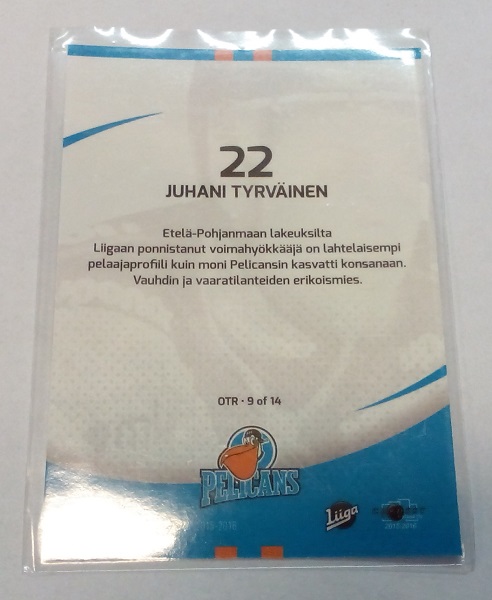 22
JUHANI TYRVÄINEN
Etelä-Pohjanmaan lakeuksilta
Liigaan ponnistanut voimahyökkääjä on lahtelaisempi
pelaajaprofiili kuin moni Pelicansin kasvatti konsanaan.
Vauhdin ja vaaratilanteiden erikoismies.
OTR · 9 of 14
PELICANS
Liiga